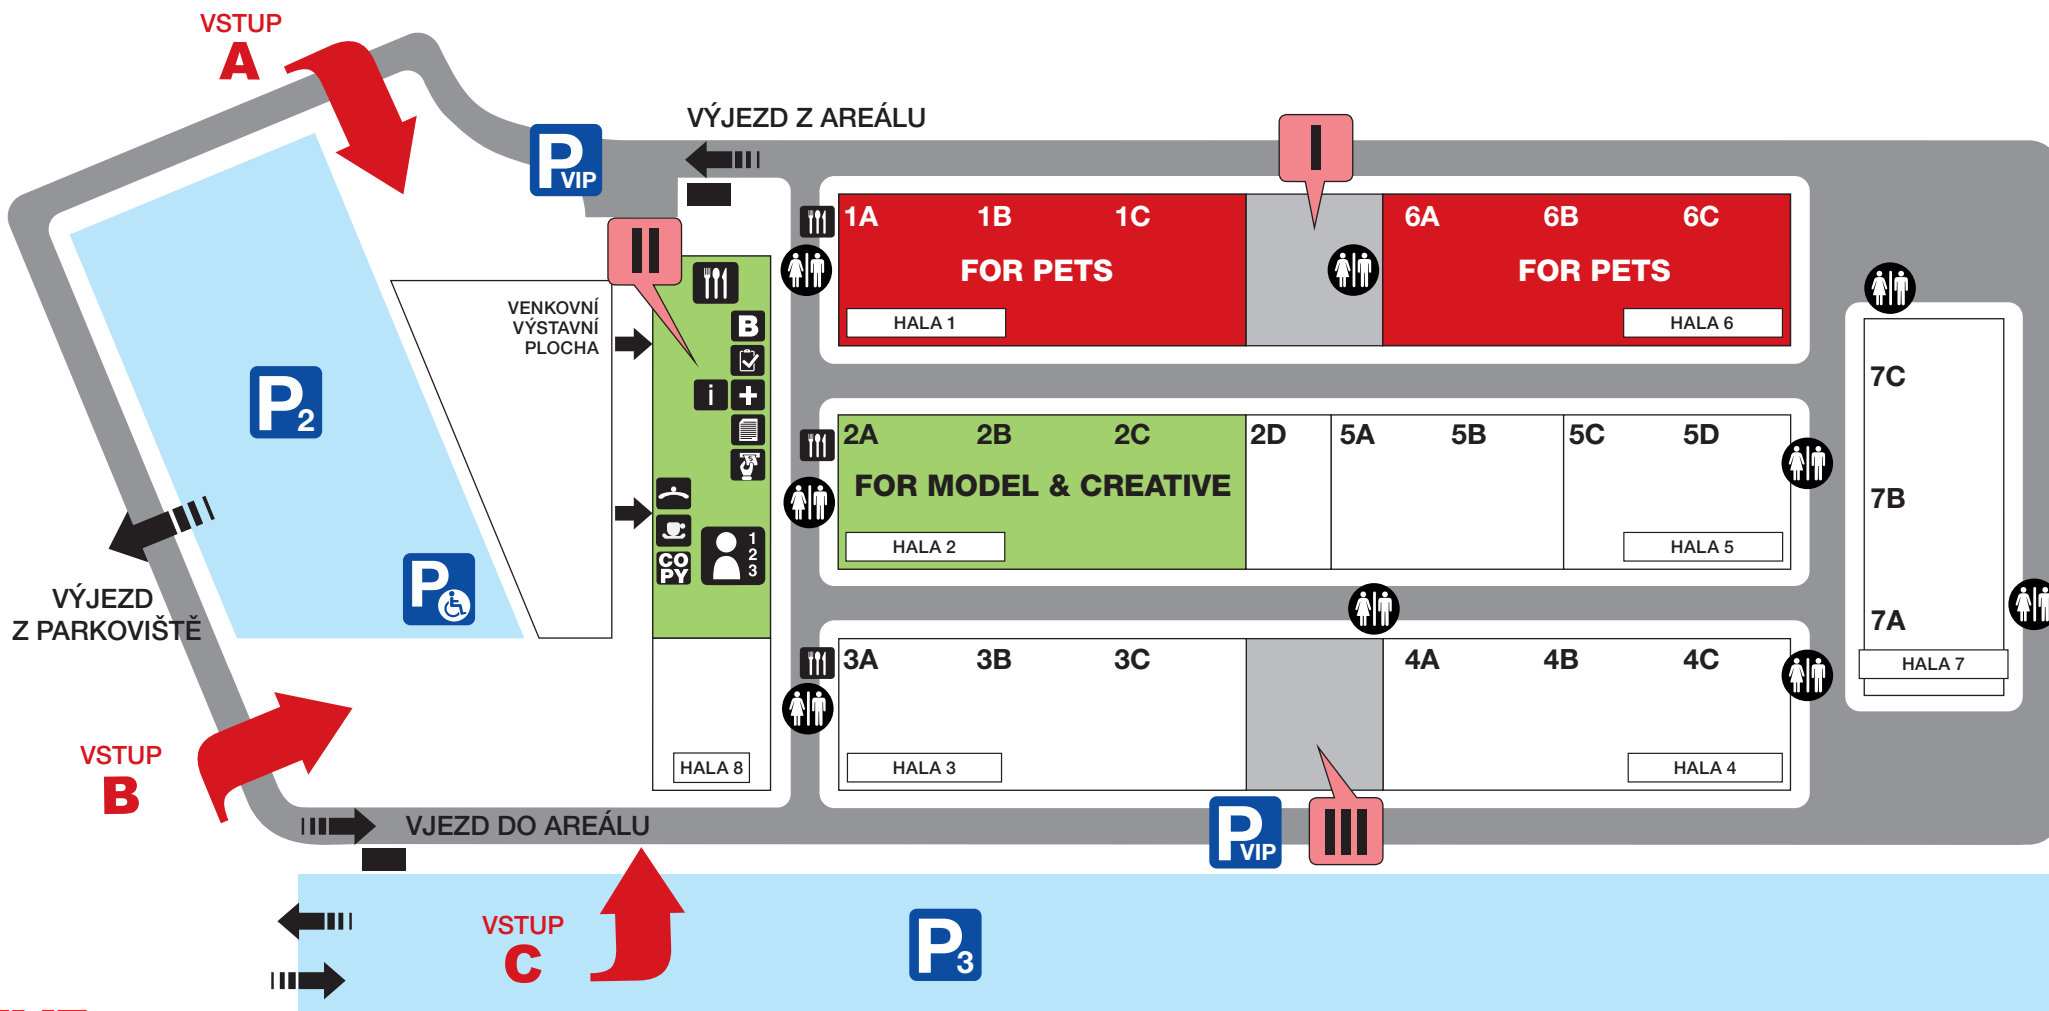 VSTUP
A
VÝJEZD Z AREÁLU
P VIP
I
II
1A 1B 1C
FOR PETS
HALA 1
6A 6B 6C
FOR PETS
HALA 6
VENKOVNÍ
VÝSTAVNÍ
PLOCHA
B
i
P2
7C
7B
7A
HALA 7
2A 2B 2C 2D 5A 5B 5C 5D
FOR MODEL & CREATIVE
HALA 2
HALA 5
1
2
3
CO
PY
P
VÝJEZD
Z PARKOVIŠTĚ
3A 3B 3C
4A 4B 4C
HALA 8
HALA 3
HALA 4
VSTUP
B
VJEZD DO AREÁLU
P VIP
III
VSTUP
C
P3